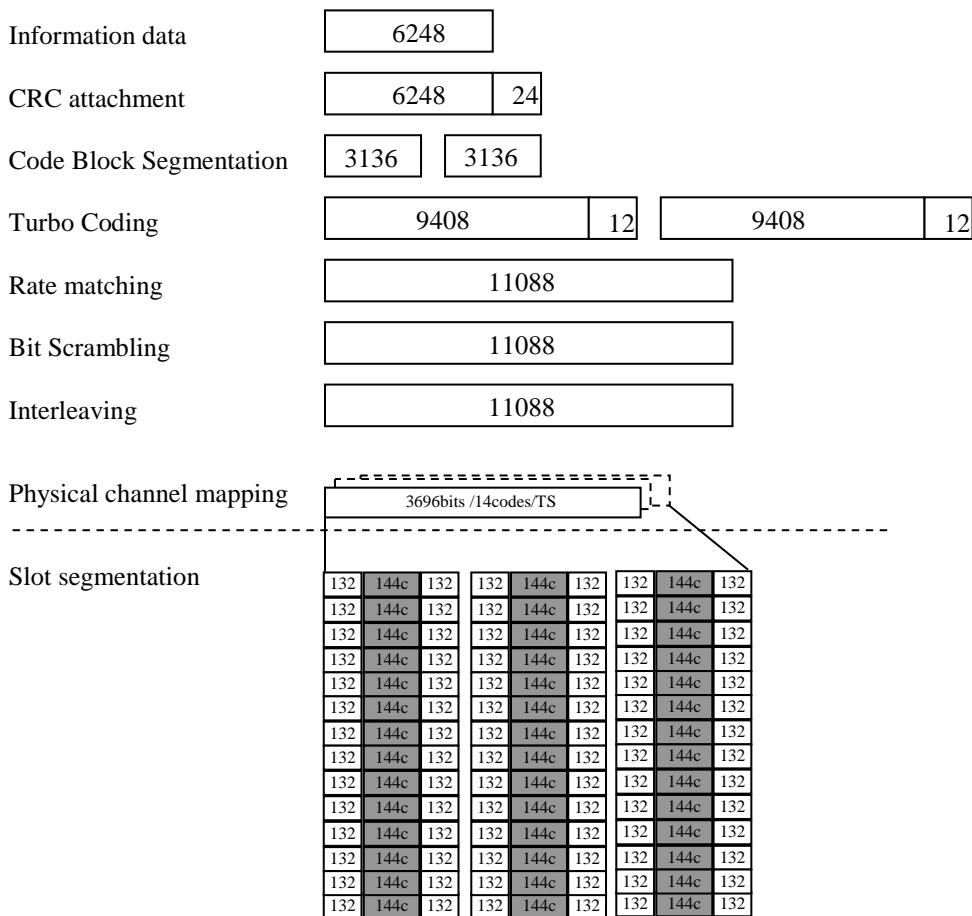 Information data 6248
CRC attachment 6248 24
Code Block Segmentation 3136 3136
Turbo Coding 9408 12 9408 12
Rate matching 11088
Bit Scrambling 11088
Interleaving 11088
Physical channel mapping 3696bits /14codes/TS
Slot segmentation
132 144c 132 132 144c 132 132 144c 132
132 144c 132 132 144c 132 132 144c 132
132 144c 132 132 144c 132 132 144c 132
132 144c 132 132 144c 132 132 144c 132
132 144c 132 132 144c 132 132 144c 132
132 144c 132 132 144c 132 132 144c 132
132 144c 132 132 144c 132 132 144c 132
132 144c 132 132 144c 132 132 144c 132
132 144c 132 132 144c 132 132 144c 132
132 144c 132 132 144c 132 132 144c 132
132 144c 132 132 144c 132 132 144c 132
132 144c 132 132 144c 132 132 144c 132
132 144c 132 132 144c 132 132 144c 132
132 144c 132 132 144c 132 132 144c 132